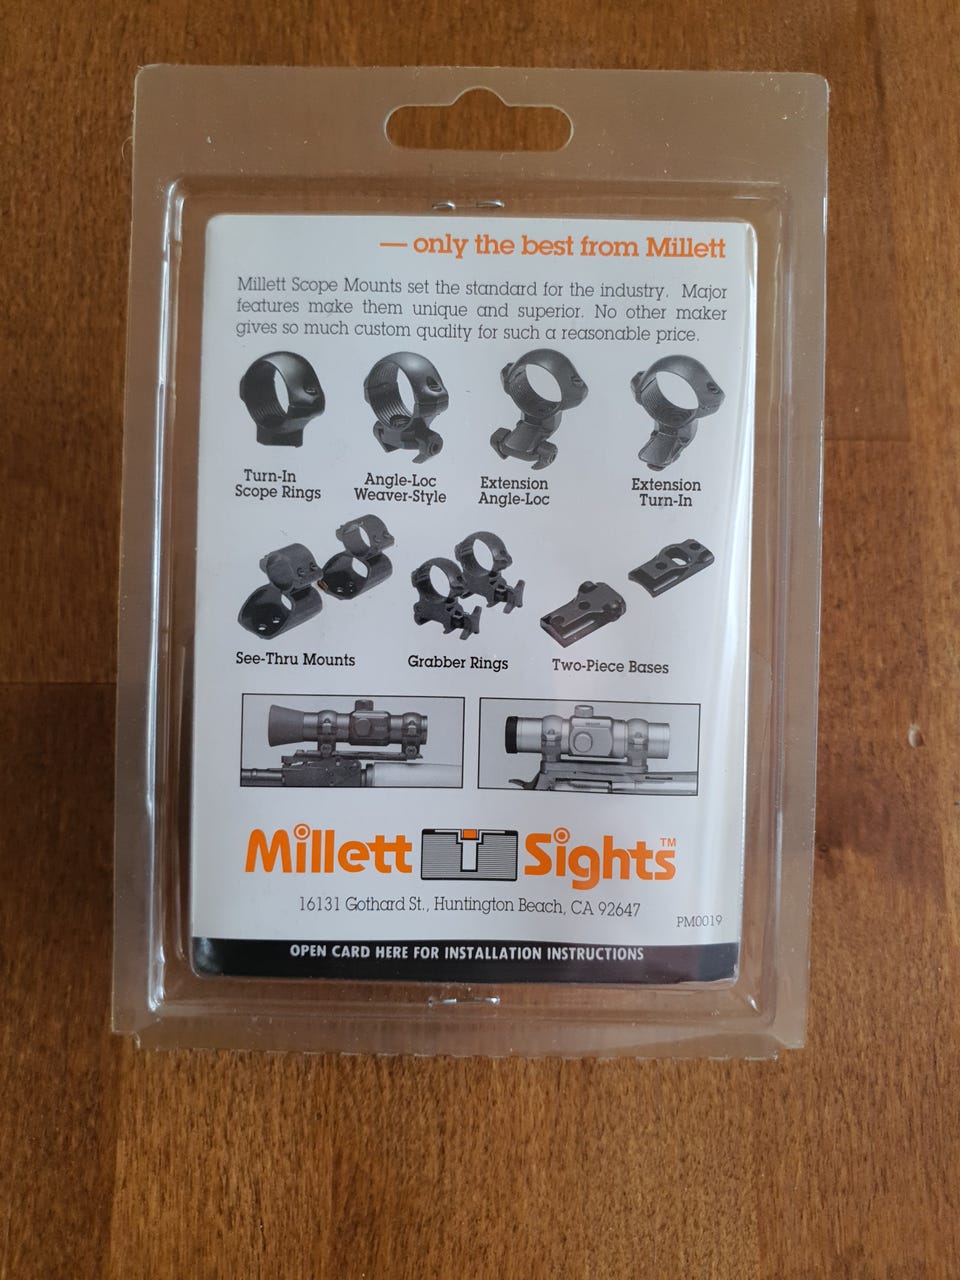 — only the best from Millett
Millett Scope Mounts set the standard for the industry. Major
features make them unique and superior. No other maker
gives so much custom quality for such a reasonable price.
Turn-In
Scope Rings
Angle-Loc
Weaver-Style
Extension
Angle-Loc
Extension
Turn-In
See-Thru Mounts
Grabber Rings
Two-Piece Bases
Millett Sights™
16131 Gothard St., Huntington Beach, CA 92647
PM0019
OPEN CARD HERE FOR INSTALLATION INSTRUCTIONS